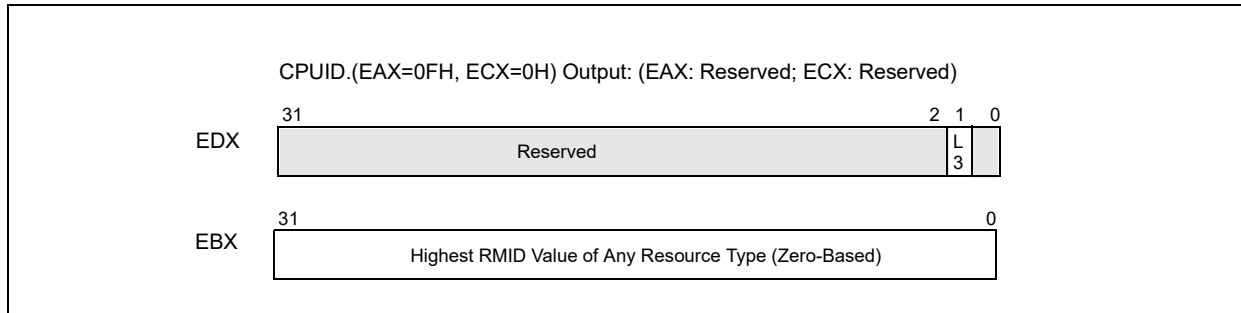 CPUID.(EAX=0FH, ECX=0H) Output: (EAX: Reserved; ECX: Reserved)
31 2 1 0
EDX Reserved L
3
31 0
EBX Highest RMID Value of Any Resource Type (Zero-Based)